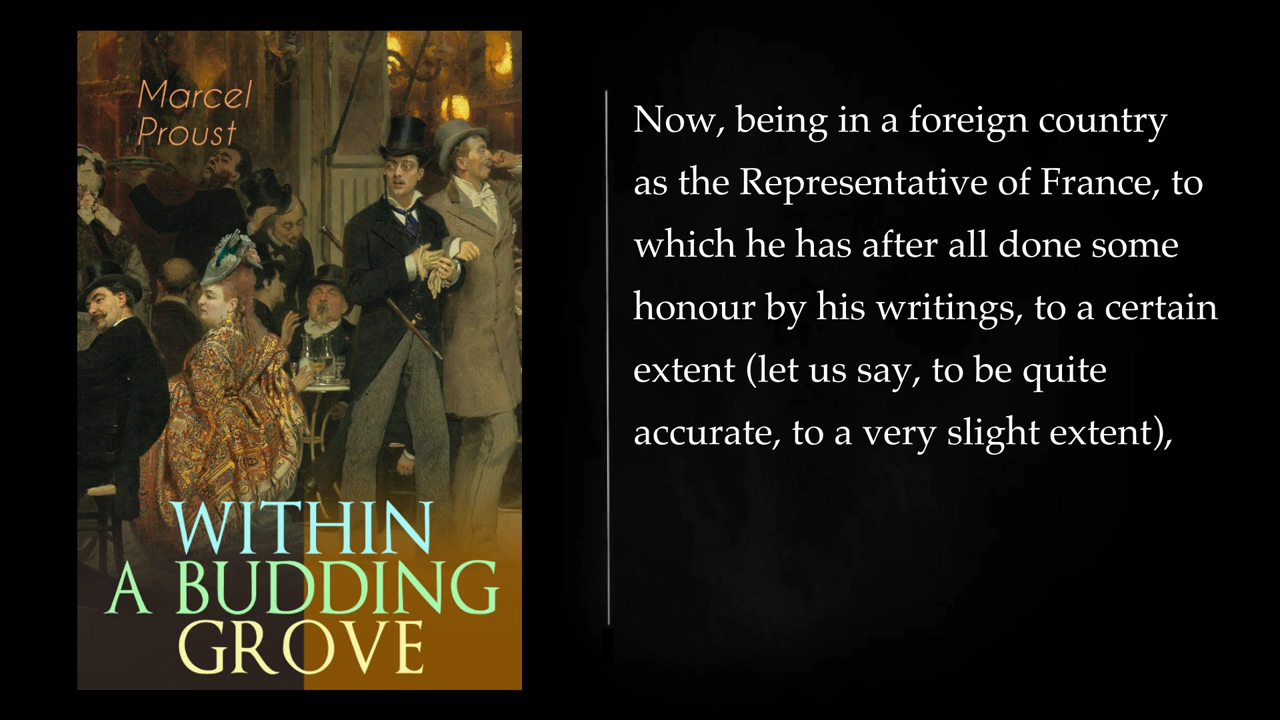 Marcel
Proust
WITHIN
A BUDDING
GROVE
Now, being in a foreign country
as the Representative of France, to
which he has after all done some
honour by his writings, to a certain
extent (let us say, to be quite
accurate, to a very slight extent),